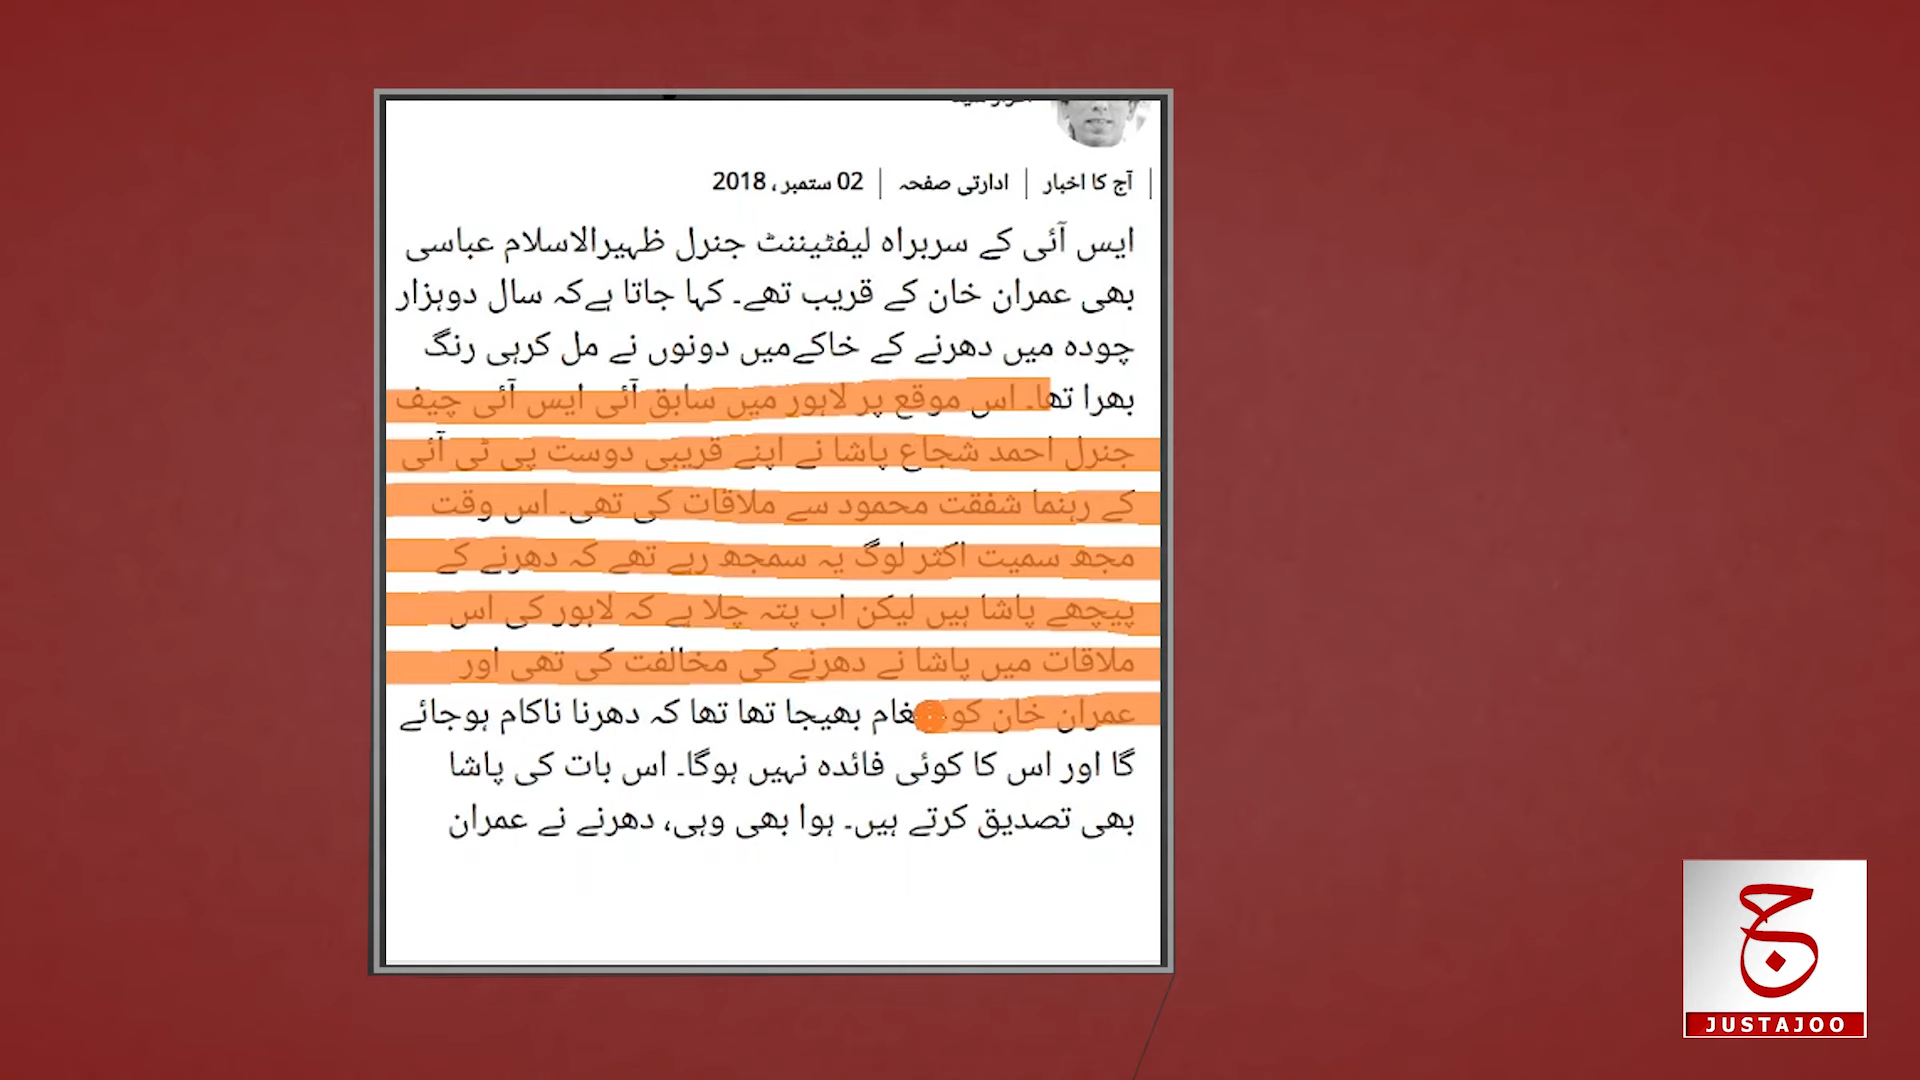 آج کا اخبار | ادارتی صفحہ | 02 ستمبر، 2018
ایس آئی کے سربراہ لیفٹیننٹ جنرل ظہیرالاسلام عباسی
بھی عمران خان کے قریب تھے۔ کہا جاتا ہےکہ سال دوہزار
چودہ میں دھرنے کے خاکےمیں دونوں نے مل کرہی رنگ
بھرا تھا۔ اس موقع پر لاہور میں سابق آئی ایس آئی چیف
جنرل احمد شجاع پاشا نے اپنے قریبی دوست پی ٹی آئی
کے رہنما شفقت محمود سے ملاقات کی تھی۔ اس وقت
مجھ سمیت اکثر لوگ یہ سمجھ رہے تھے کہ دھرنے کے
پیچھے پاشا ہیں لیکن اب پتہ چلا ہے کہ لاہور کی اس
ملاقات میں پاشا نے دھرنے کی مخالفت کی تھی اور
عمران خان کو پیغام بھیجا تھا تھا کہ دھرنا ناکام ہوجائے
گا اور اس کا کوئی فائدہ نہیں ہوگا۔ اس بات کی پاشا
بھی تصدیق کرتے ہیں۔ ہوا بھی وہی، دھرنے نے عمران
ج
JUSTAJOO